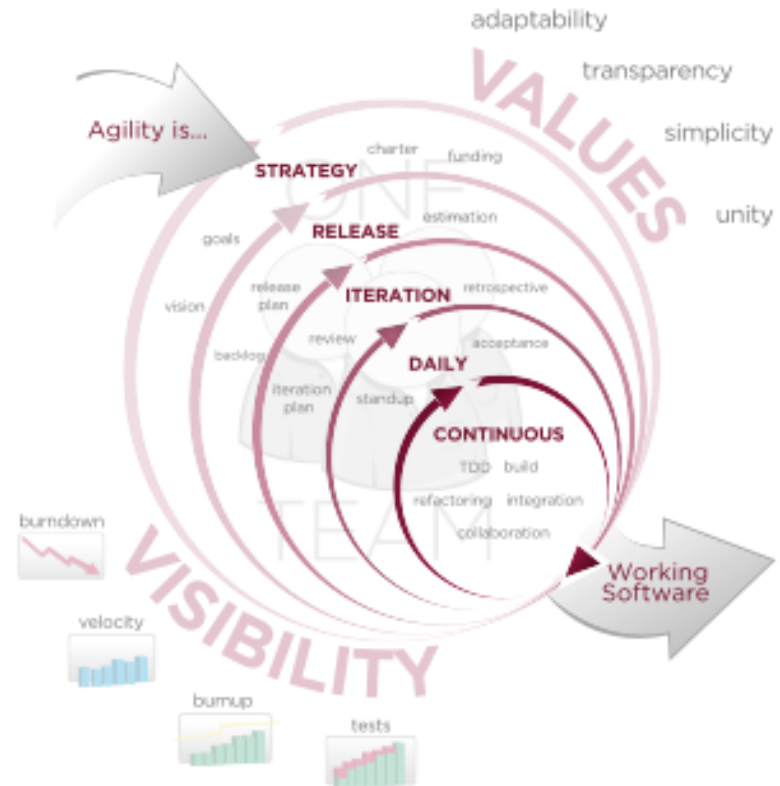 adaptability
transparency
simplicity
unity
VALUES
Agility is...
STRATEGY
charter
funding
goals
vision
RELEASE
estimation
release
plan
backlog
ITERATION
retrospective
review
iteration
plan
DAILY
acceptance
standup
CONTINUOUS
TDD build
refactoring integration
collaboration
ONE
TEAM
Working
Software
VISIBILITY
burndown
velocity
burnup
tests